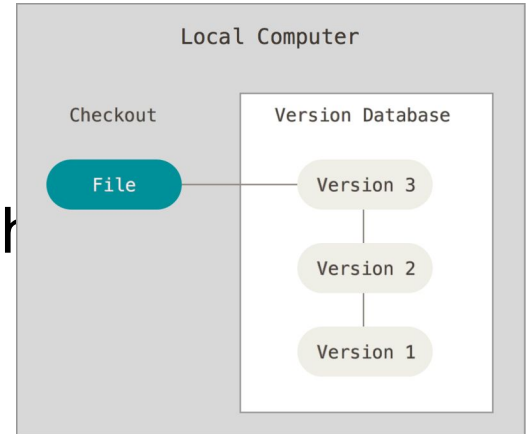 Local Computer
Checkout
Version Database
File
Version 3
Version 2
Version 1